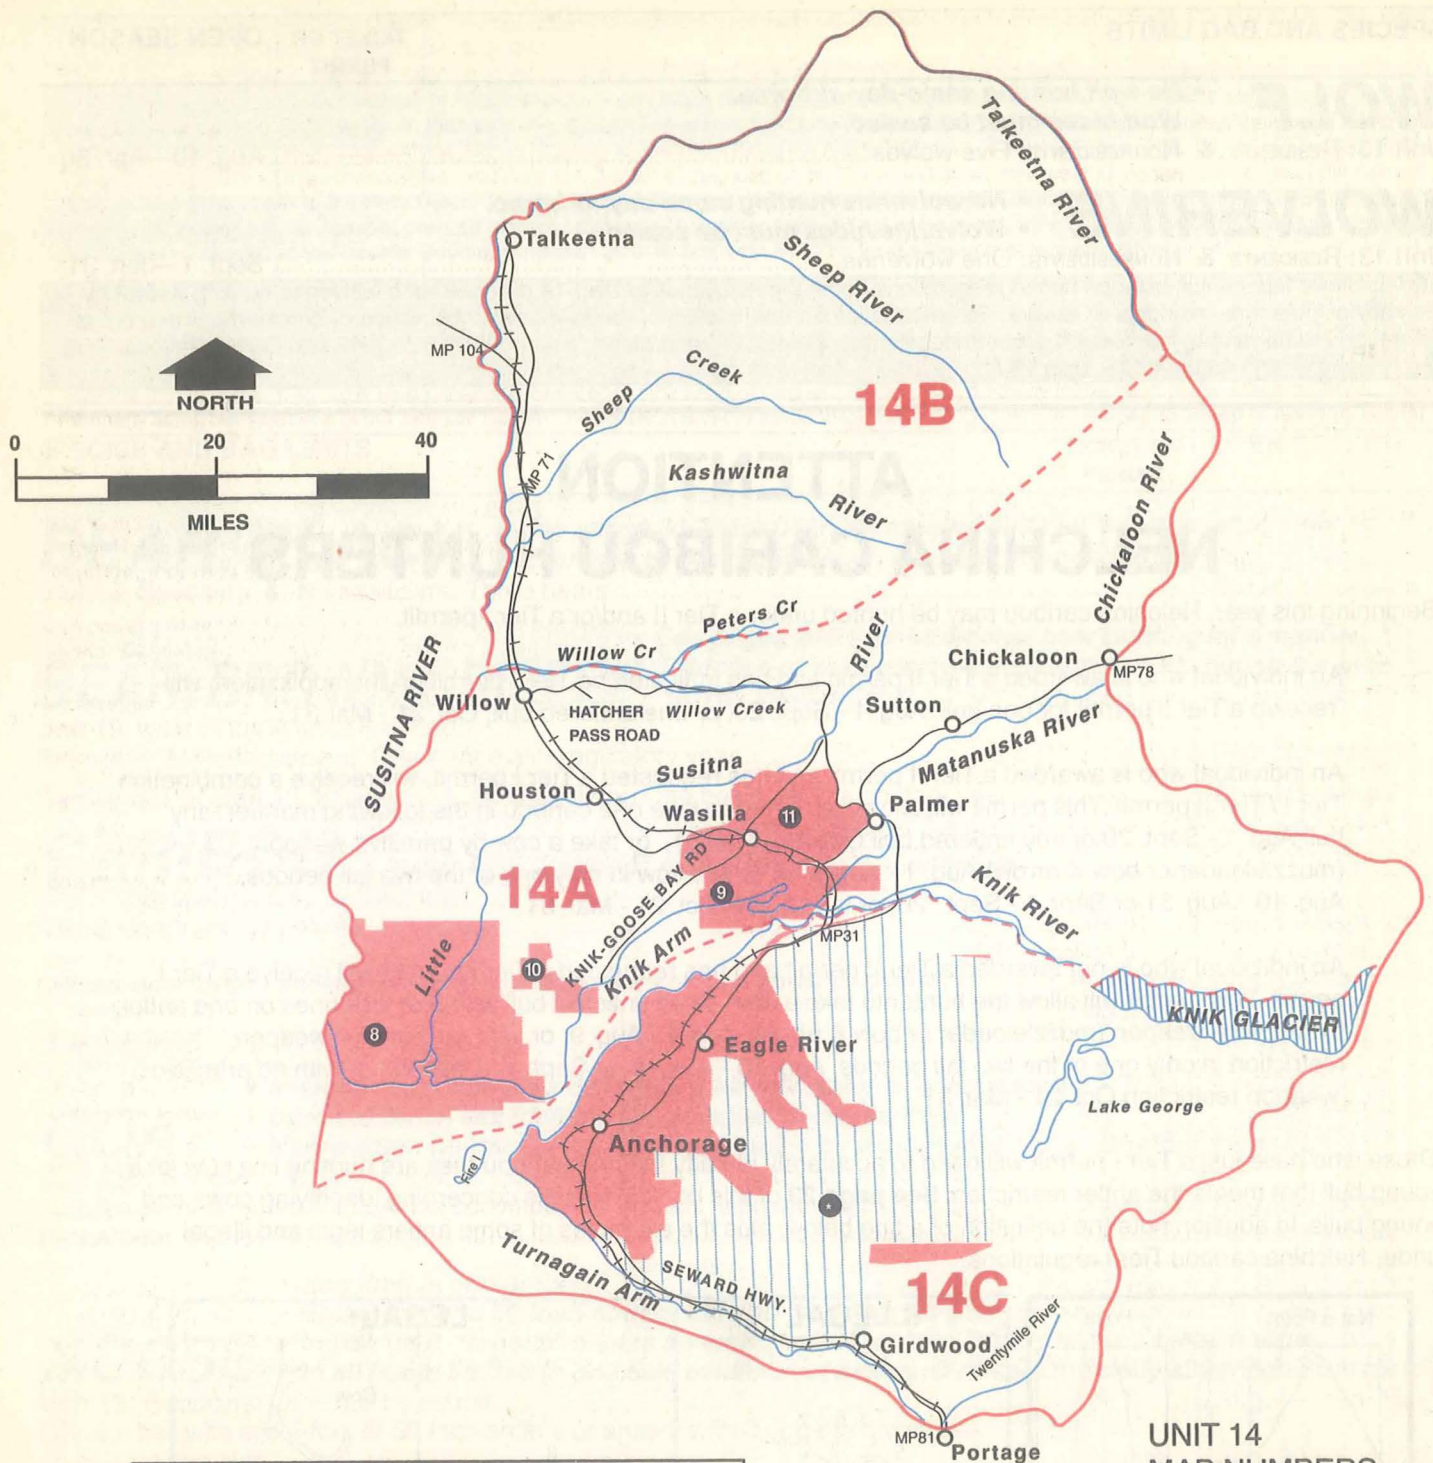 Talkeetna River
Talkeetna
Sheep River
MP 104
NORTH
Sheep Creek
14B
0 20 40
MILES
MP 71
Kashwitna River
Chickaloon River
Peters Cr
Willow Cr
River
Chickaloon
MP78
SUSITNA RIVER
Willow
HATCHER
PASS ROAD
Willow Creek
Sutton
Matanuska River
Susitna
Houston
Wasilla
11
Palmer
14A
KNIK-GOOSE BAY RD
9
Knik River
MP31
Knik Arm
Little
10
8
KNIK GLACIER
Eagle River
Lake George
Anchorage
Fire I.
*
Turnagain Arm
SEWARD HWY.
14C
Girdwood
Twentymile River
MP81
Portage
UNIT 14
MAP NUMBERS